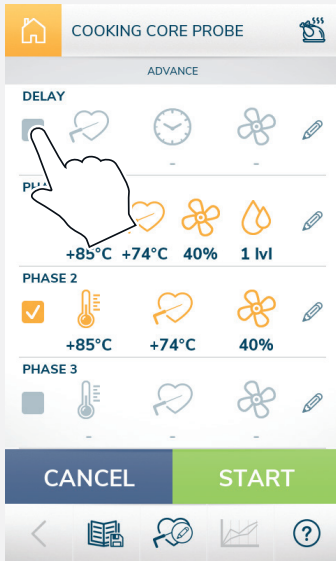 COOKING CORE PROBE
ADVANCE
DELAY
- -
+85°C +74°C 40% 1 lvl
PHASE 2
+85°C +74°C 40%
PHASE 3
- - -
CANCEL START
?